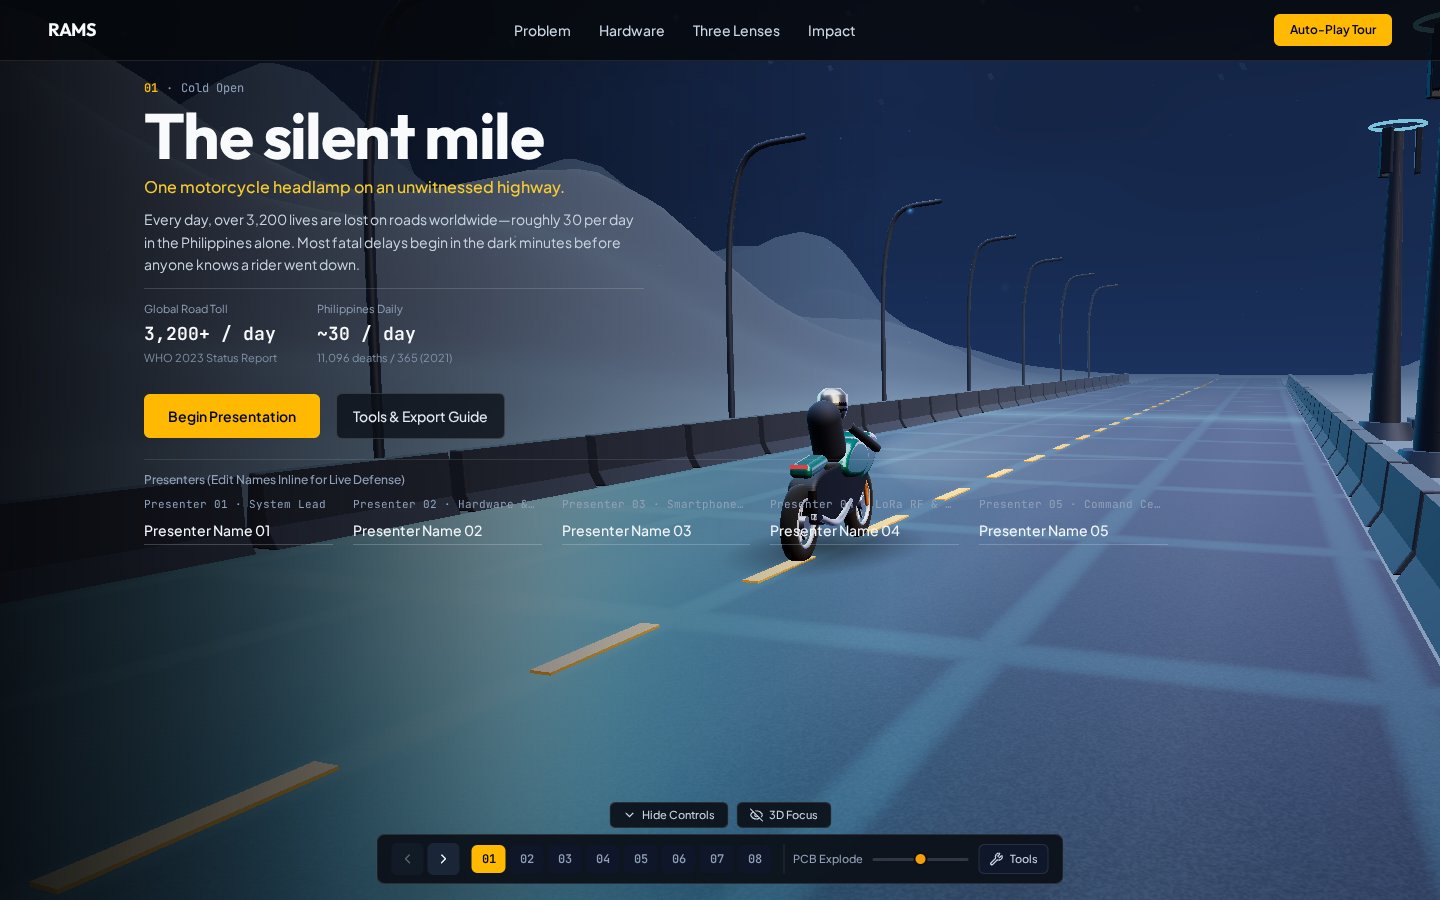 RAMS
Problem
Hardware
Three Lenses
Impact
Auto-Play Tour
01 · Cold Open
The silent mile
One motorcycle headlamp on an unwitnessed highway.
Every day, over 3,200 lives are lost on roads worldwide—roughly 30 per day
in the Philippines alone. Most fatal delays begin in the dark minutes before
anyone knows a rider went down.
Global Road Toll
3,200+ / day
WHO 2023 Status Report
Philippines Daily
~30 / day
11,096 deaths / 365 (2021)
Begin Presentation
Tools & Export Guide
Presenters (Edit Names Inline for Live Defense)
Presenter 01 · System Lead
Presenter Name 01
Presenter 02 · Hardware &…
Presenter Name 02
Presenter 03 · Smartphone…
Presenter Name 03
Presenter 04 · LoRa RF & …
Presenter Name 04
Presenter 05 · Command Ce…
Presenter Name 05
Hide Controls
3D Focus
01
02
03
04
05
06
07
08
PCB Explode
Tools